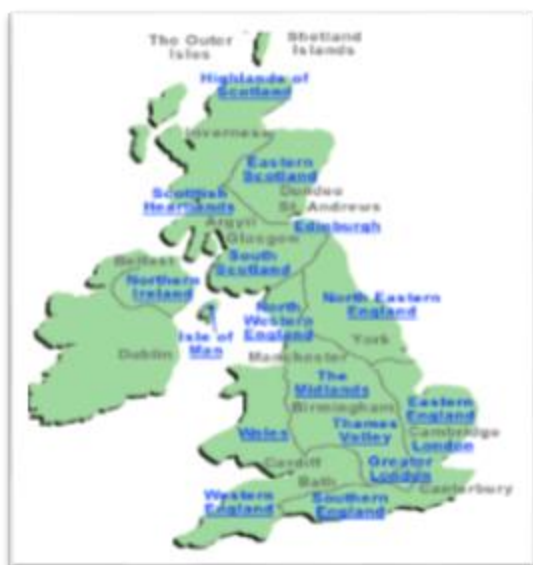 The Outer
Isles
Shetland
Islands
Highlands of
Scotland
Inverness
Eastern
Scotland
Dundee
St. Andrews
Scottish
Heartlands
Argyll
Edinburgh
Glasgow
South
Scotland
Belfast
Northern
Ireland
North
Western
England
North Eastern
England
Isle of
Man
York
Dublin
Manchester
The
Midlands
Birmingham
Eastern
England
Thames
Valley
Cambridge
London
Wales
Cardiff
Greater
London
Bath
Canterbury
Western
England
Southern
England